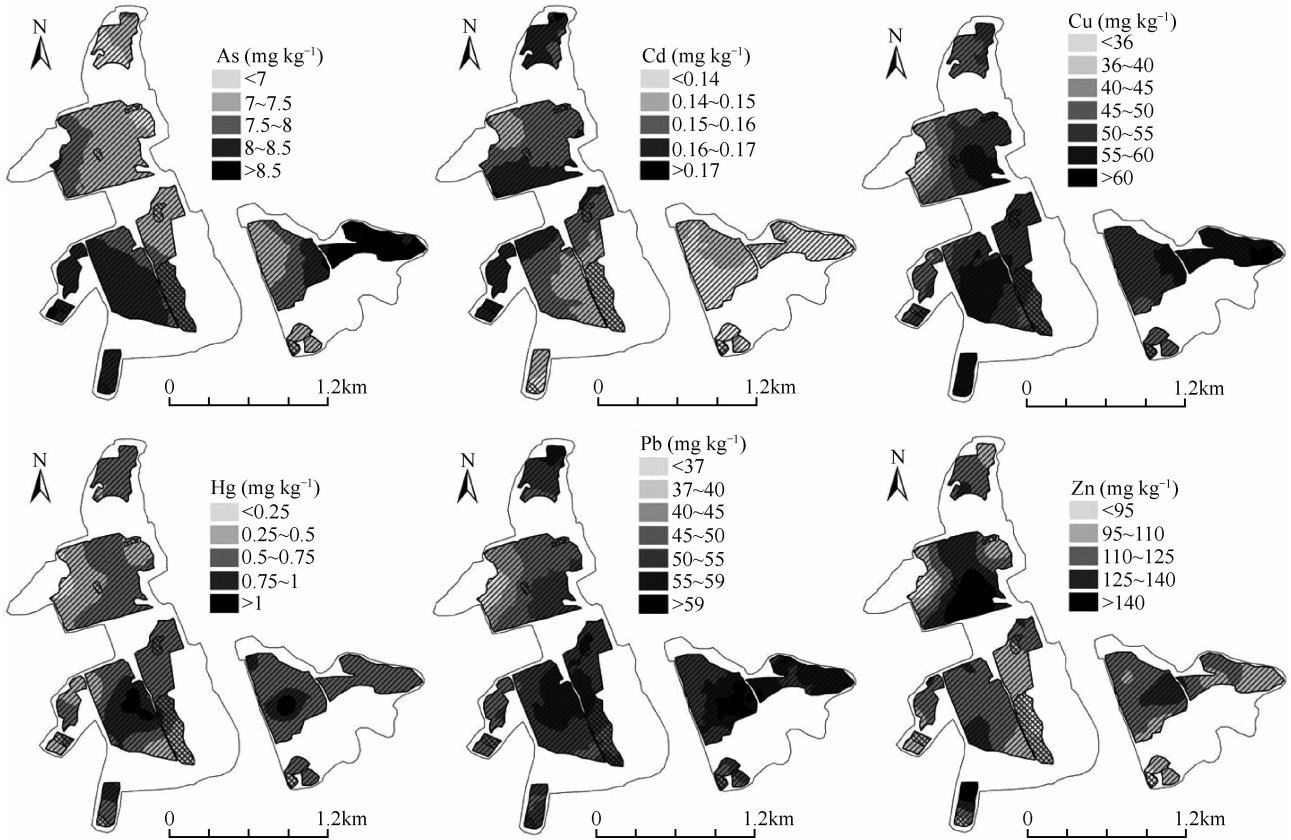 N
As (mg kg⁻¹)
<7
7~7.5
7.5~8
8~8.5
>8.5
0
1.2km
N
Cd (mg kg⁻¹)
<0.14
0.14~0.15
0.15~0.16
0.16~0.17
>0.17
0
1.2km
N
Cu (mg kg⁻¹)
<36
36~40
40~45
45~50
50~55
55~60
>60
0
1.2km
N
Hg (mg kg⁻¹)
<0.25
0.25~0.5
0.5~0.75
0.75~1
>1
0
1.2km
N
Pb (mg kg⁻¹)
<37
37~40
40~45
45~50
50~55
55~59
>59
0
1.2km
N
Zn (mg kg⁻¹)
<95
95~110
110~125
125~140
>140
0
1.2km